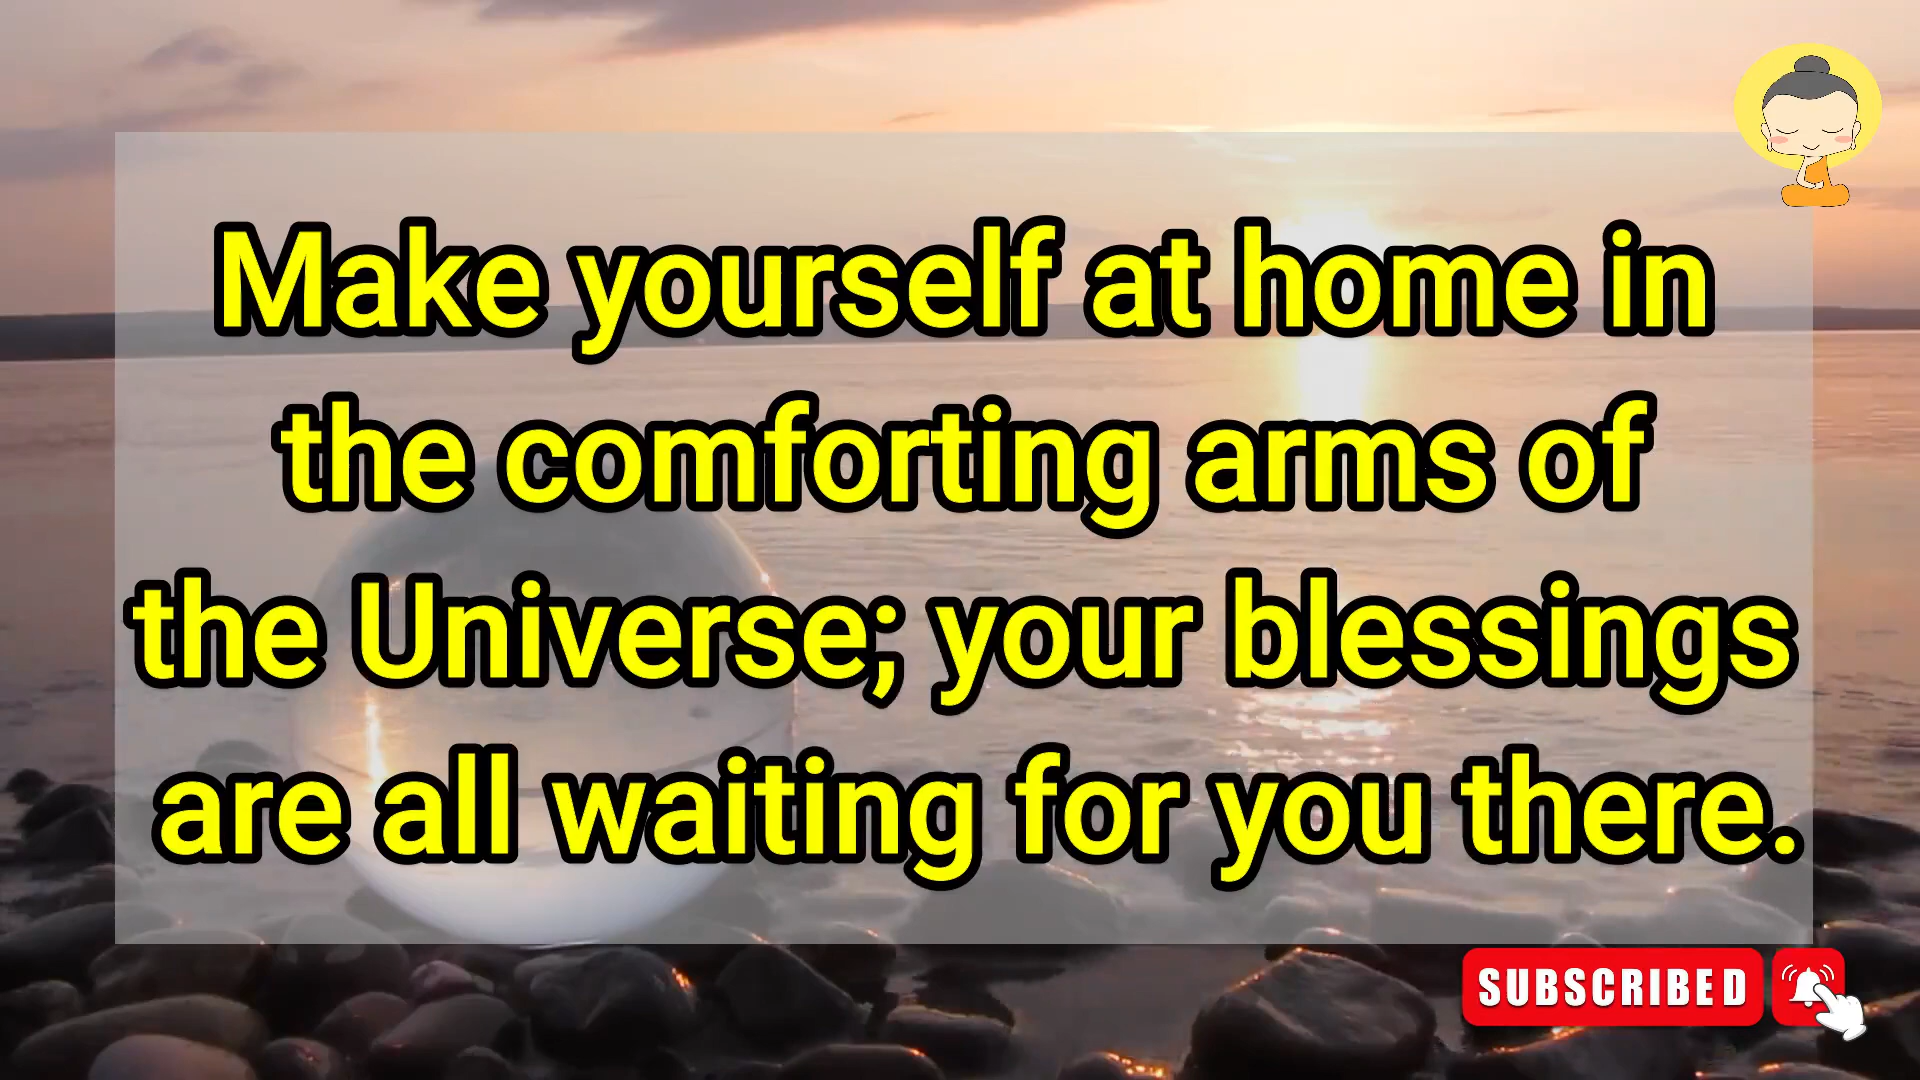 Make yourself at home in
the comforting arms of
the Universe; your blessings
are all waiting for you there.
SUBSCRIBED